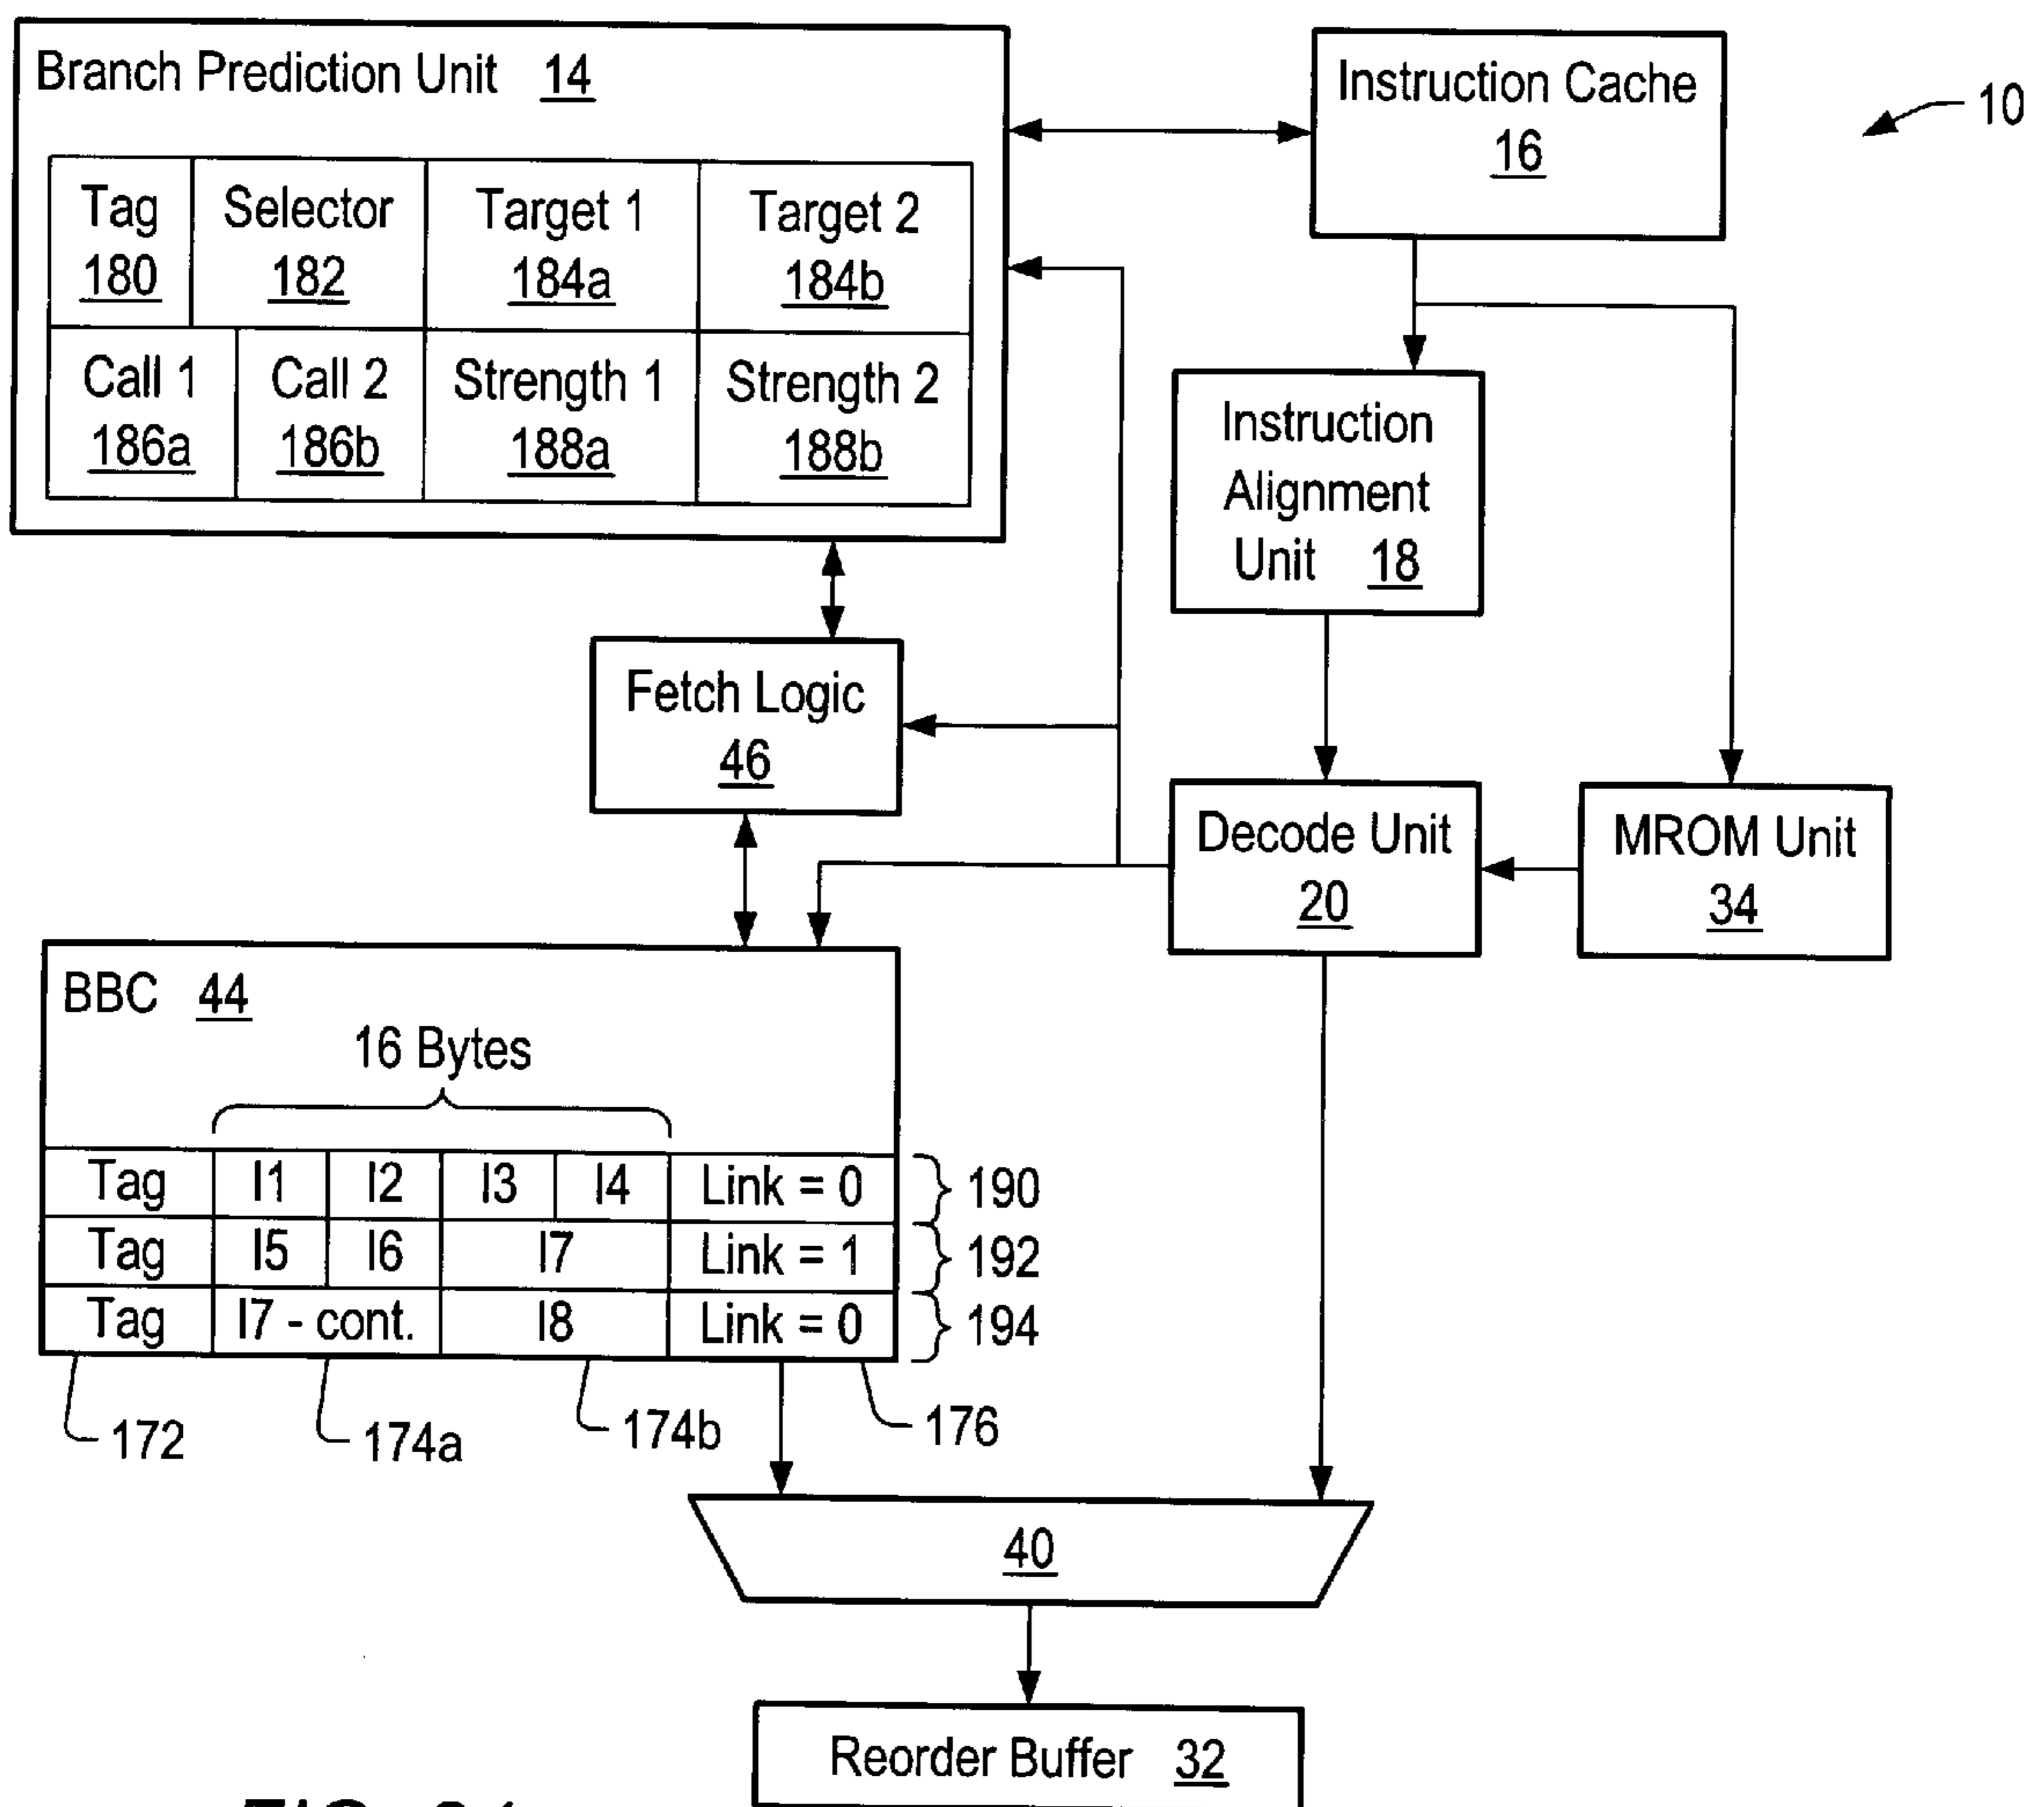 Branch Prediction Unit 14
Tag 180
Selector 182
Target 1 184a
Target 2 184b
Call 1 186a
Call 2 186b
Strength 1 188a
Strength 2 188b
Instruction Cache
16
10
Instruction
Alignment
Unit 18
Fetch Logic
46
Decode Unit
20
MROM Unit
34
BBC 44
16 Bytes
Tag I1 I2 I3 I4 Link = 0 190
Tag I5 I6 I7 Link = 1 192
Tag I7 - cont. I8 Link = 0 194
172 174a 174b 176
40
Reorder Buffer 32